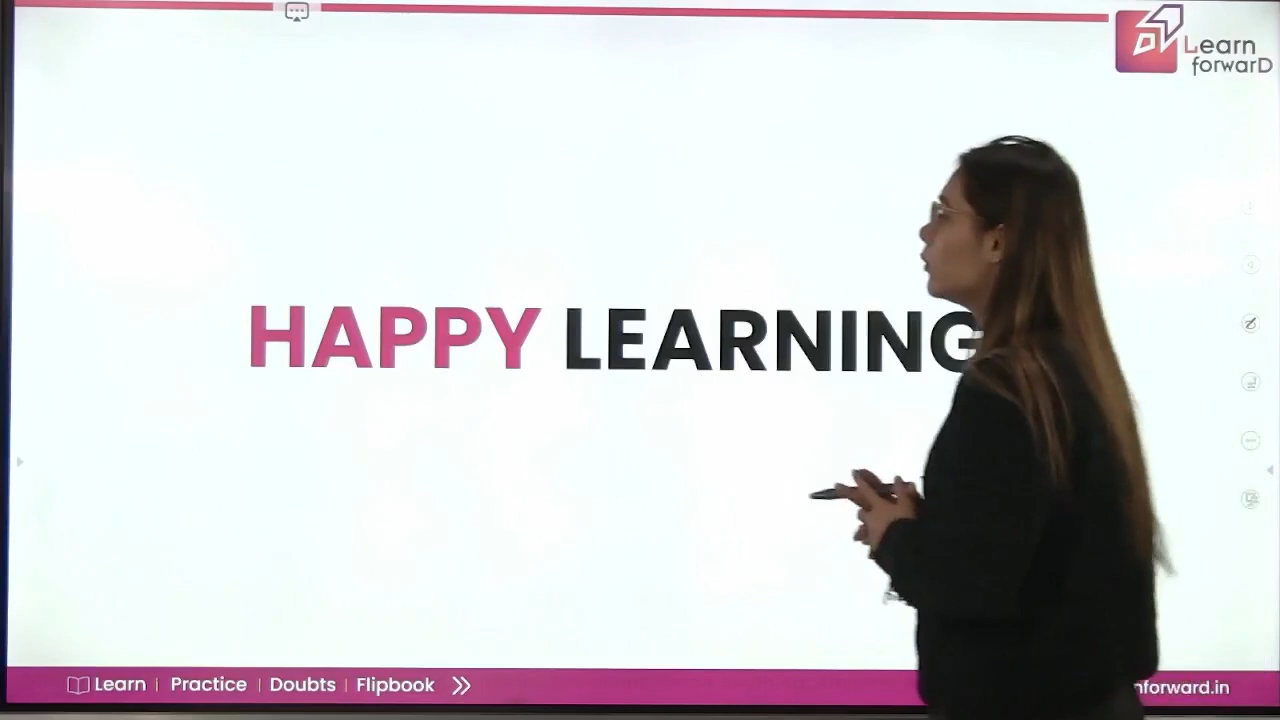 Learn
forwarD
HAPPY LEARNING
Learn | Practice | Doubts | Flipbook
nforward.in